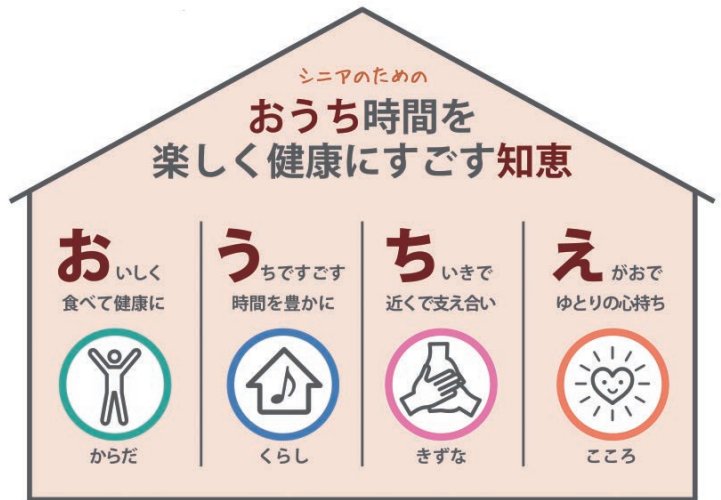 シニアのための
おうち時間を
楽しく健康にすごす知恵
おいしく
食べて健康に
からだ
うちですごす
時間を豊かに
くらし
ちいきで
近くで支え合い
きずな
えがおで
ゆとりの心持ち
こころ